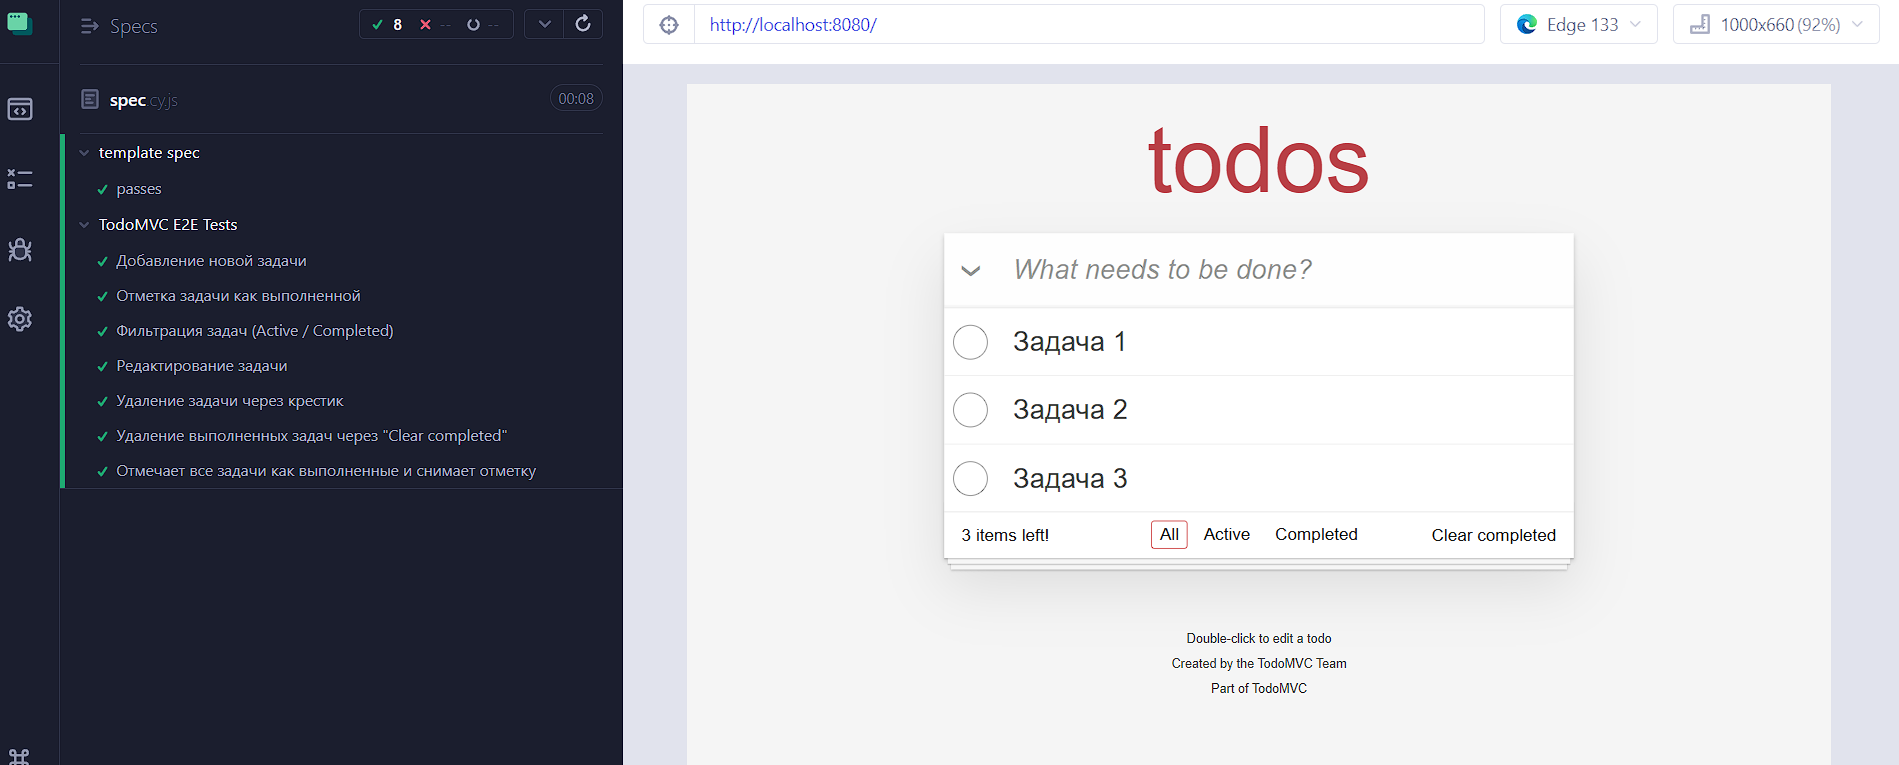 Specs
8 -- --
spec.cy.js
00:08
template spec
passes
TodoMVC E2E Tests
Добавление новой задачи
Отметка задачи как выполненной
Фильтрация задач (Active / Completed)
Редактирование задачи
Удаление задачи через крестик
Удаление выполненных задач через "Clear completed"
Отмечает все задачи как выполненные и снимает отметку
http://localhost:8080/
Edge 133
1000x660 (92%)
todos
What needs to be done?
Задача 1
Задача 2
Задача 3
3 items left!
All
Active
Completed
Clear completed
Double-click to edit a todo
Created by the TodoMVC Team
Part of TodoMVC